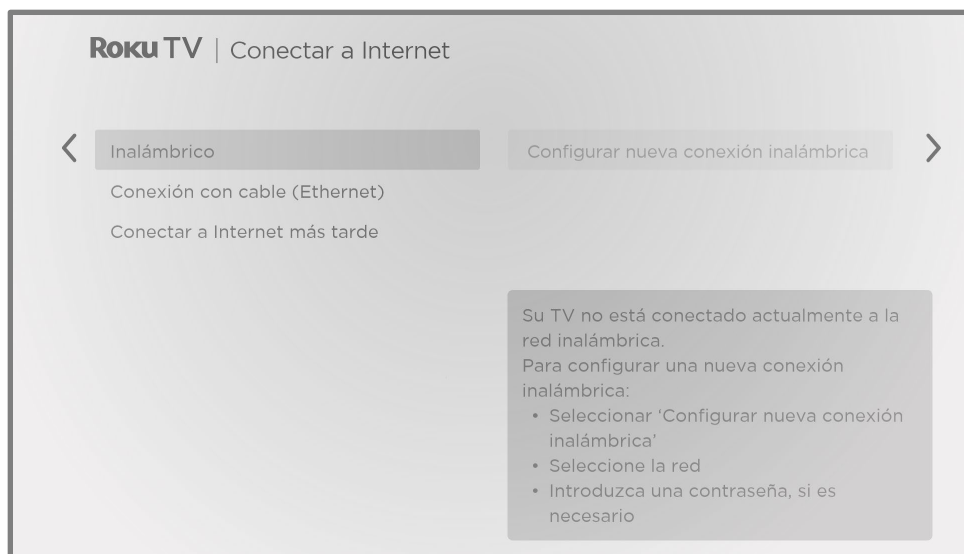 Roku TV | Conectar a Internet
Inalámbrico
Configurar nueva conexión inalámbrica
Conexión con cable (Ethernet)
Conectar a Internet más tarde
Su TV no está conectado actualmente a la
red inalámbrica.
Para configurar una nueva conexión
inalámbrica:
• Seleccionar ‘Configurar nueva conexión
inalámbrica’
• Seleccione la red
• Introduzca una contraseña, si es
necesario